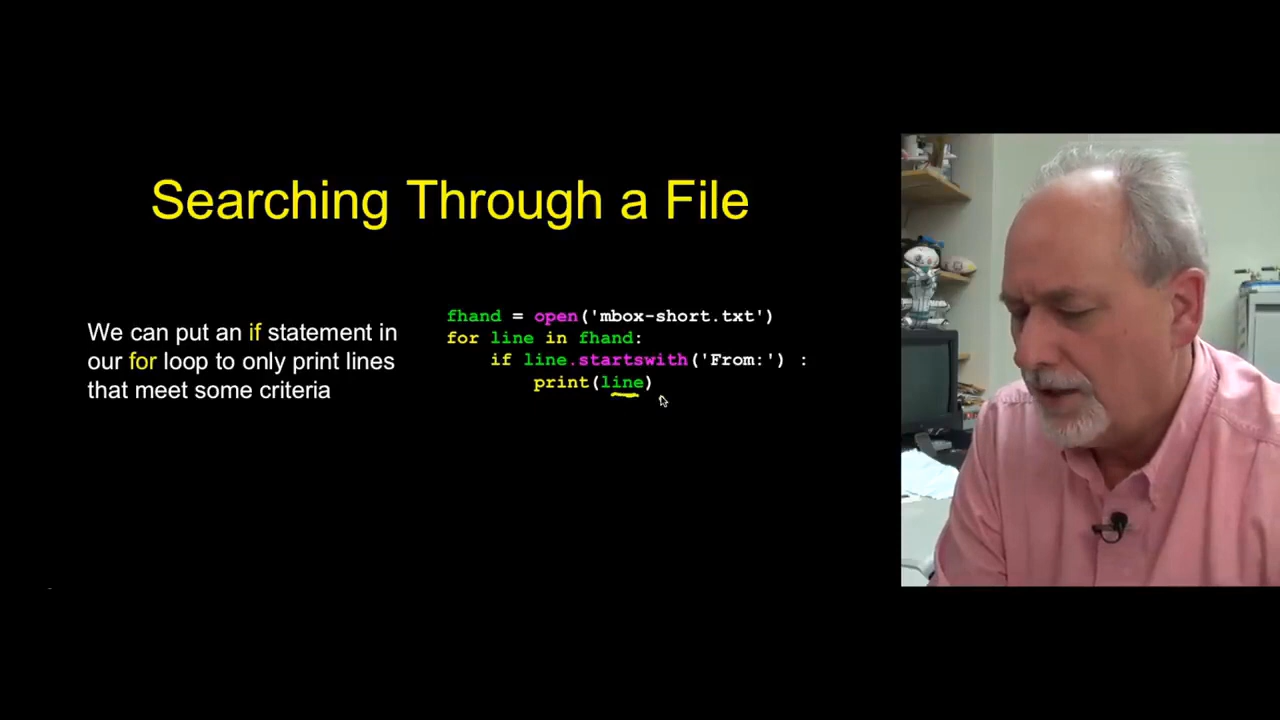 Searching Through a File
We can put an if statement in
our for loop to only print lines
that meet some criteria
fhand = open('mbox-short.txt')
for line in fhand:
    if line.startswith('From:') :
        print(line)